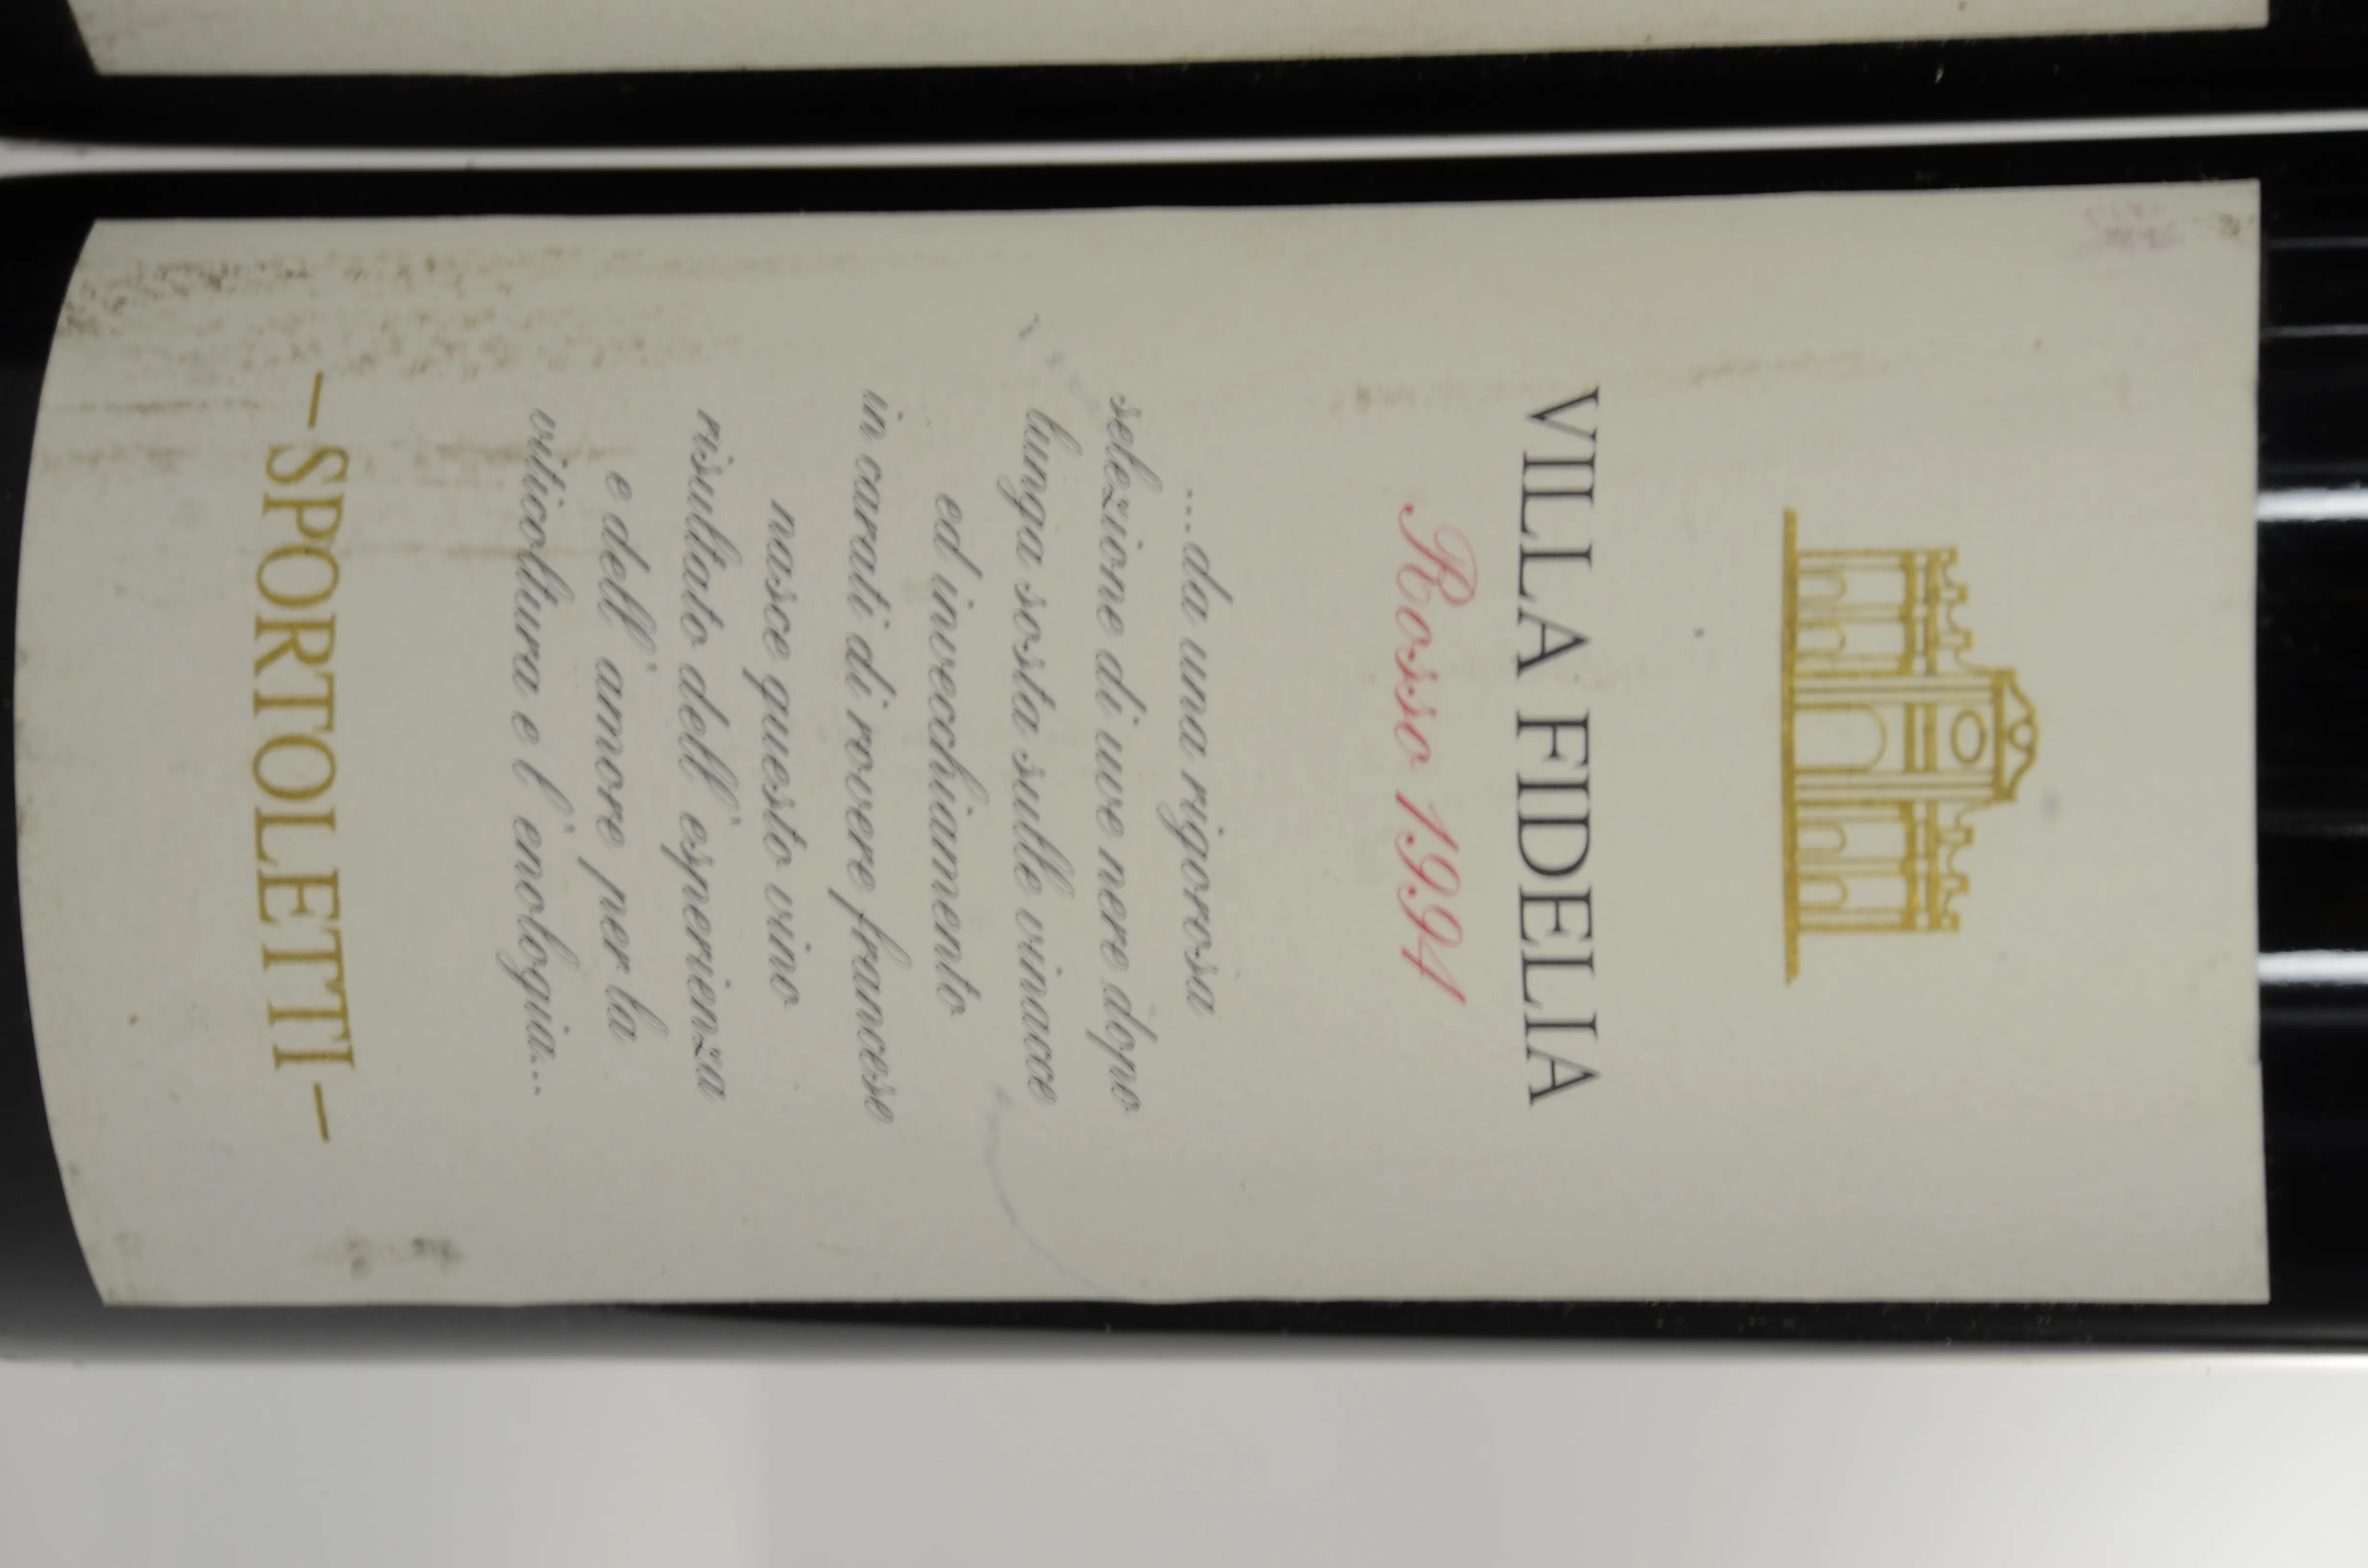 VILLA FIDELIA
Rosso 1994
...da una rigorosa
selezione di uve nere dopo
lunga sosta sulle vinacce
ed invecchiamento
in carati di rovere francese
nasce questo vino
risultato dell' esperienza
e dell' amore per la
viticoltura e l' enologia...
– SPORTOLETTI –